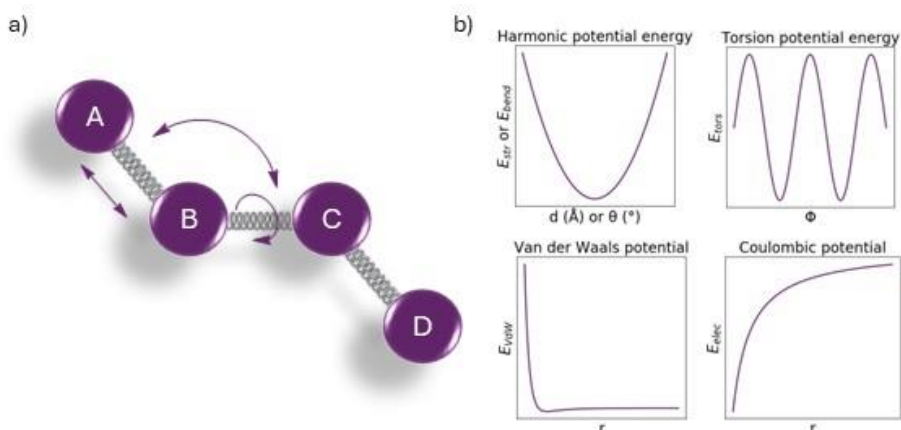 a)
A
B
C
D
b)
Harmonic potential energy
E_str or E_bend
d (Å) or θ (°)
Torsion potential energy
E_tors
Φ
Van der Waals potential
E_VdW
r
Coulombic potential
E_elec
r